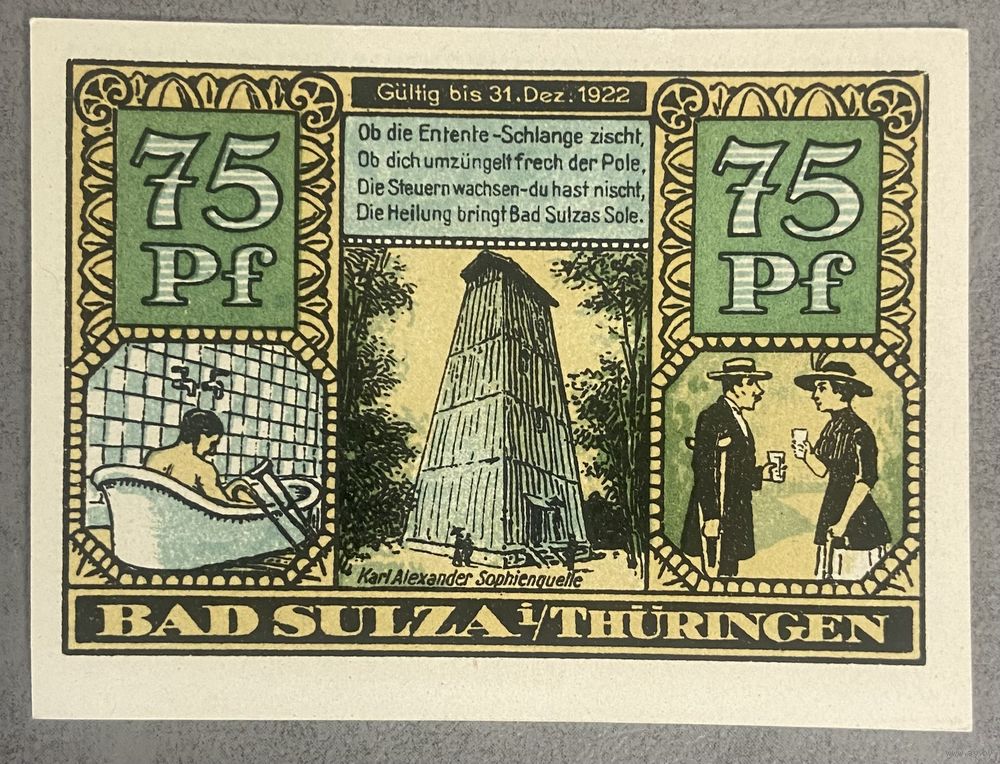 Gültig bis 31. Dez. 1922
75
Pf
Ob die Entente-Schlange zischt,
Ob dich umzüngelt frech der Pole,
Die Steuern wachsen-du hast nischt,
Die Heilung bringt Bad Sulzas Sole.
75
Pf
Karl Alexander Sophienquelle
BAD SULZA i/THÜRINGEN